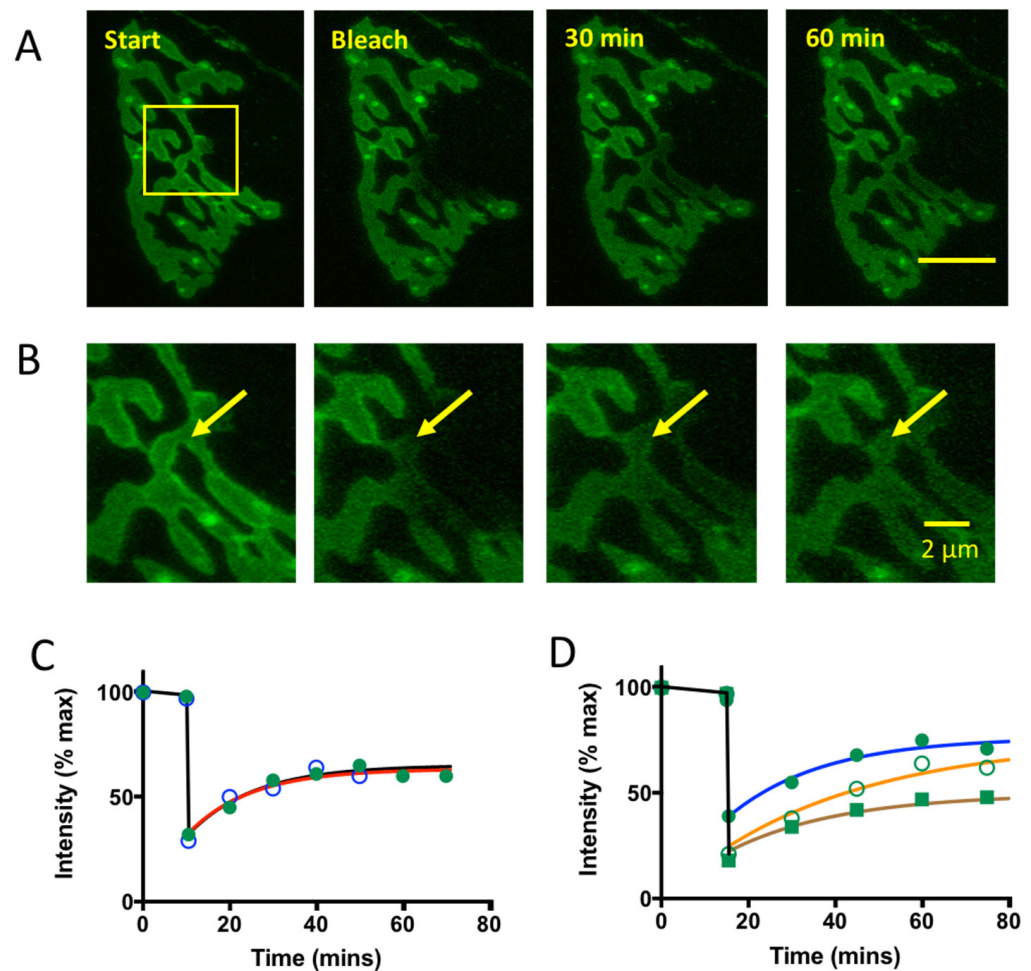 A
Start
Bleach
30 min
60 min
B
2 µm
C
D
Intensity (% max)
100
50
0
0
20
40
60
80
Time (mins)
Intensity (% max)
100
50
0
0
20
40
60
80
Time (mins)